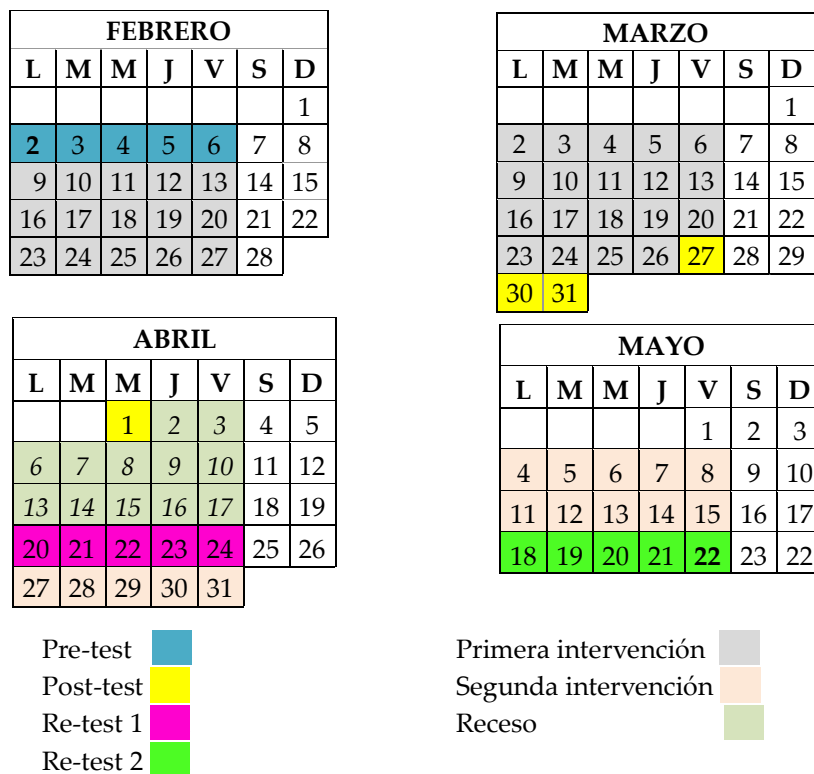 FEBRERO
L M M J V S D
1
2 3 4 5 6 7 8
9 10 11 12 13 14 15
16 17 18 19 20 21 22
23 24 25 26 27 28
MARZO
L M M J V S D
1
2 3 4 5 6 7 8
9 10 11 12 13 14 15
16 17 18 19 20 21 22
23 24 25 26 27 28 29
30 31
ABRIL
L M M J V S D
1 2 3 4 5
6 7 8 9 10 11 12
13 14 15 16 17 18 19
20 21 22 23 24 25 26
27 28 29 30 31
MAYO
L M M J V S D
1 2 3
4 5 6 7 8 9 10
11 12 13 14 15 16 17
18 19 20 21 22 23 22
Pre-test
Post-test
Re-test 1
Re-test 2
Primera intervención
Segunda intervención
Receso